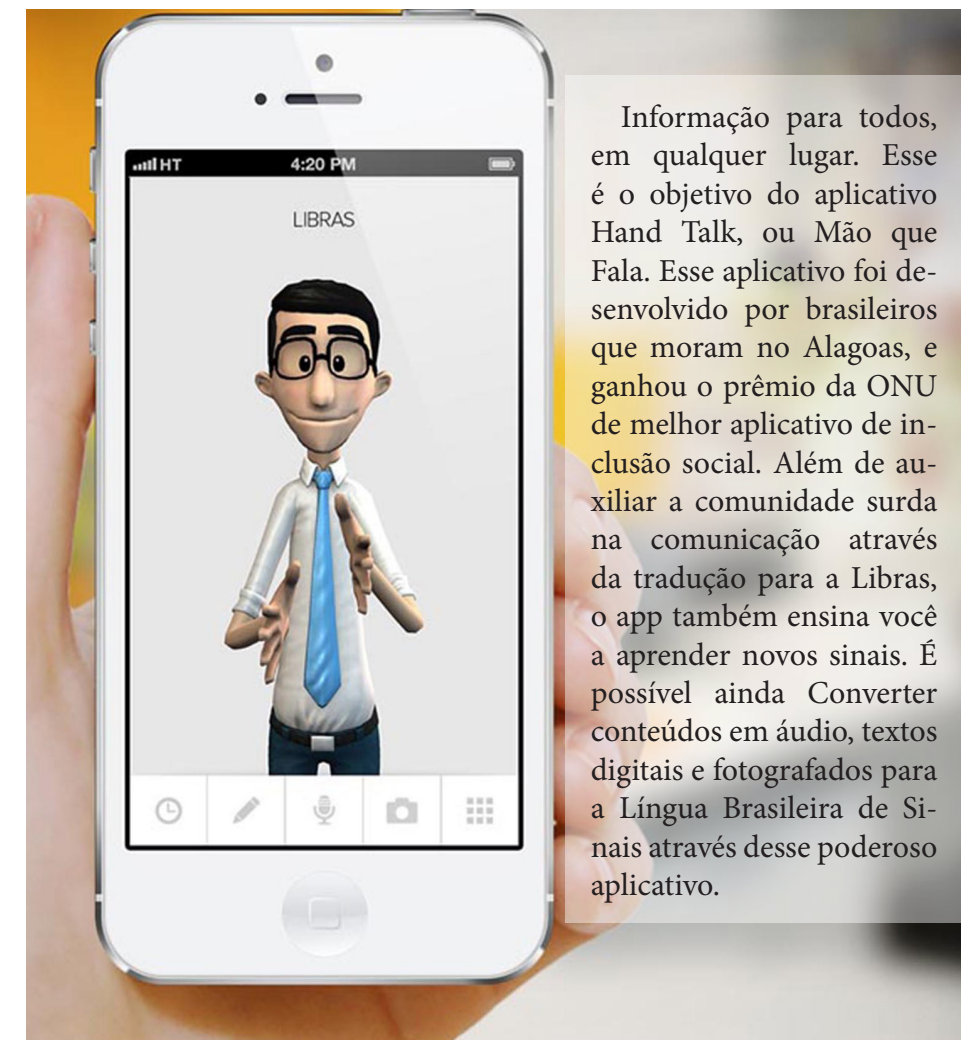 HT
4:20 PM
LIBRAS
Informação para todos,
em qualquer lugar. Esse
é o objetivo do aplicativo
Hand Talk, ou Mão que
Fala. Esse aplicativo foi de-
senvolvido por brasileiros
que moram no Alagoas, e
ganhou o prêmio da ONU
de melhor aplicativo de in-
clusão social. Além de au-
xiliar a comunidade surda
na comunicação através
da tradução para a Libras,
o app também ensina você
a aprender novos sinais. É
possível ainda Converter
conteúdos em áudio, textos
digitais e fotografados para
a Língua Brasileira de Si-
nais através desse poderoso
aplicativo.